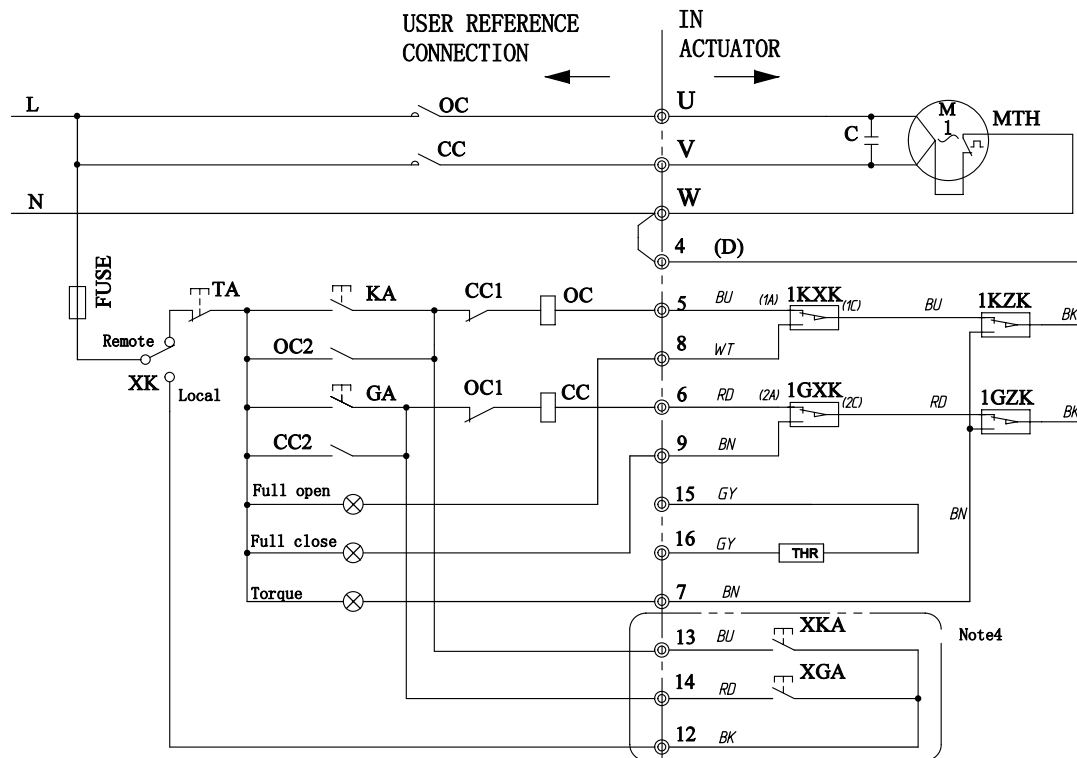 USER REFERENCE
CONNECTION
IN
ACTUATOR
L
OC
U
M
1
MTH
C
CC
V
N
W
4 (D)
FUSE
TA
KA
CC1
OC
5
BU
(1A)
1KXK
(1C)
BU
1KZK
BK
Remote
OC2
8
WT
XK
Local
GA
OC1
CC
6
RD
(2A)
1GXK
(2C)
RD
1GZK
BK
CC2
9
BN
Full open
15
GY
BN
Full close
16
GY
THR
Torque
7
BN
13
BU
XKA
Note4
14
RD
XGA
12
BK